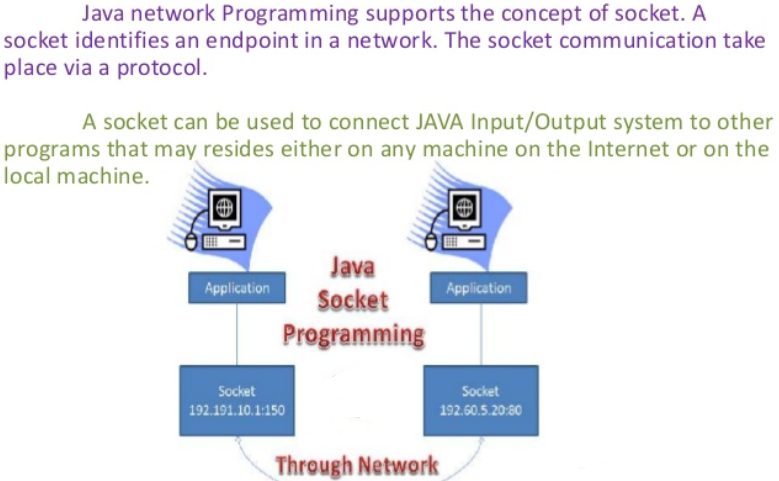 Java network Programming supports the concept of socket. A
socket identifies an endpoint in a network. The socket communication take
place via a protocol.
A socket can be used to connect JAVA Input/Output system to other
programs that may resides either on any machine on the Internet or on the
local machine.
Application
Java
Socket
Programming
Application
Socket
192.191.10.1:150
Socket
192.60.5.20:80
Through Network